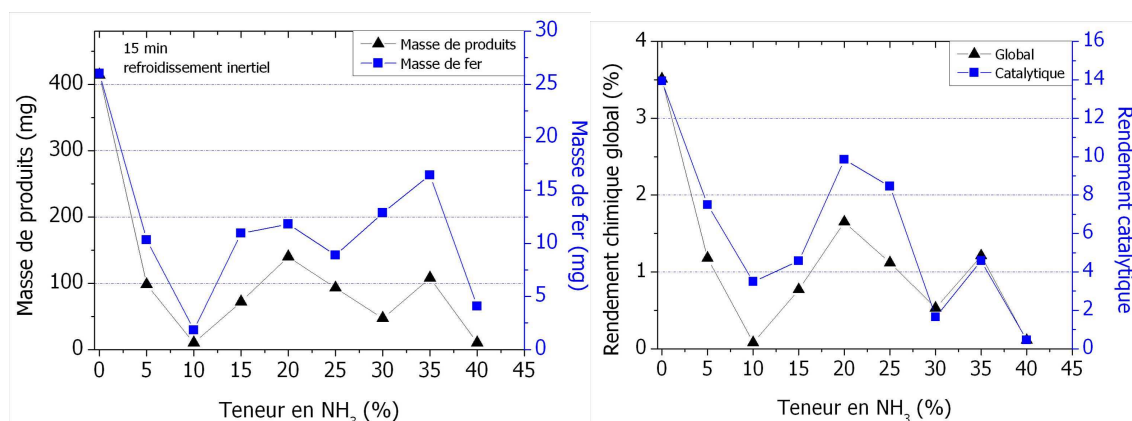 15 min
refroidissement inertiel
Masse de produits
Masse de fer
Masse de produits (mg)
400
300
200
100
0
30
25
20
15
10
5
0
Masse de fer (mg)
0 5 10 15 20 25 30 35 40 45
Teneur en NH3 (%)
Global
Catalytique
Rendement chimique global (%)
4
3
2
1
0
16
14
12
10
8
6
4
2
0
Rendement catalytique
0 5 10 15 20 25 30 35 40 45
Teneur en NH3 (%)